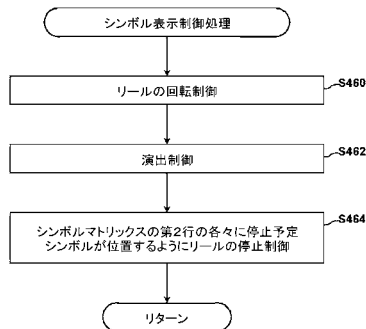 シンボル表示制御処理
リールの回転制御
S460
演出制御
S462
シンボルマトリックスの第2行の各々に停止予定
シンボルが位置するようにリールの停止制御
S464
リターン